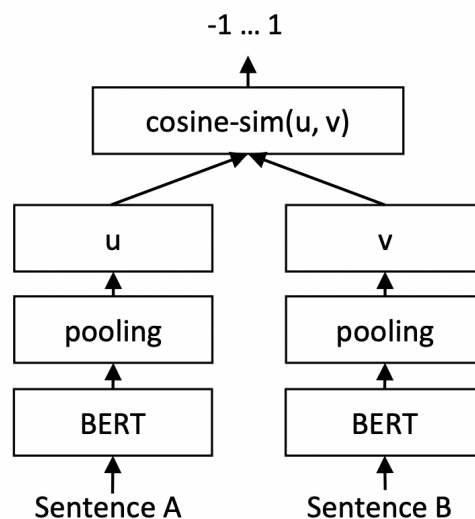 -1 ... 1
cosine-sim(u, v)
u v
pooling pooling
BERT BERT
Sentence A Sentence B